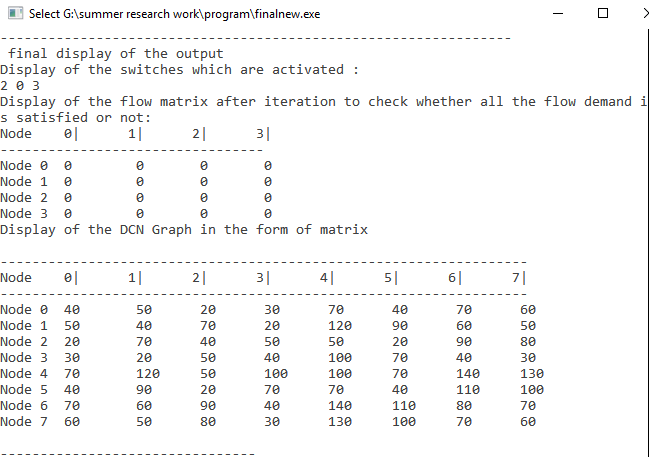 Select G:\summer research work\program\finalnew.exe
----------------------------------------------------------------
final display of the output
Display of the switches which are activated :
2 0 3
Display of the flow matrix after iteration to check whether all the flow demand i
s satisfied or not:
Node    0|      1|      2|      3|
---------------------------------
Node 0  0        0        0        0
Node 1  0        0        0        0
Node 2  0        0        0        0
Node 3  0        0        0        0
Display of the DCN Graph in the form of matrix
------------------------------------------------------------------
Node    0|      1|      2|      3|      4|      5|      6|      7|
------------------------------------------------------------------
Node 0  40       50      20      30      70      40      70      60
Node 1  50       40      70      20      120     90      60      50
Node 2  20       70      40      50      50      20      90      80
Node 3  30       20      50      40      100     70      40      30
Node 4  70       120     50      100     100     70      140     130
Node 5  40       90      20      70      70      40      110     100
Node 6  70       60      90      40      140     110     80      70
Node 7  60       50      80      30      130     100     70      60
--------------------------------